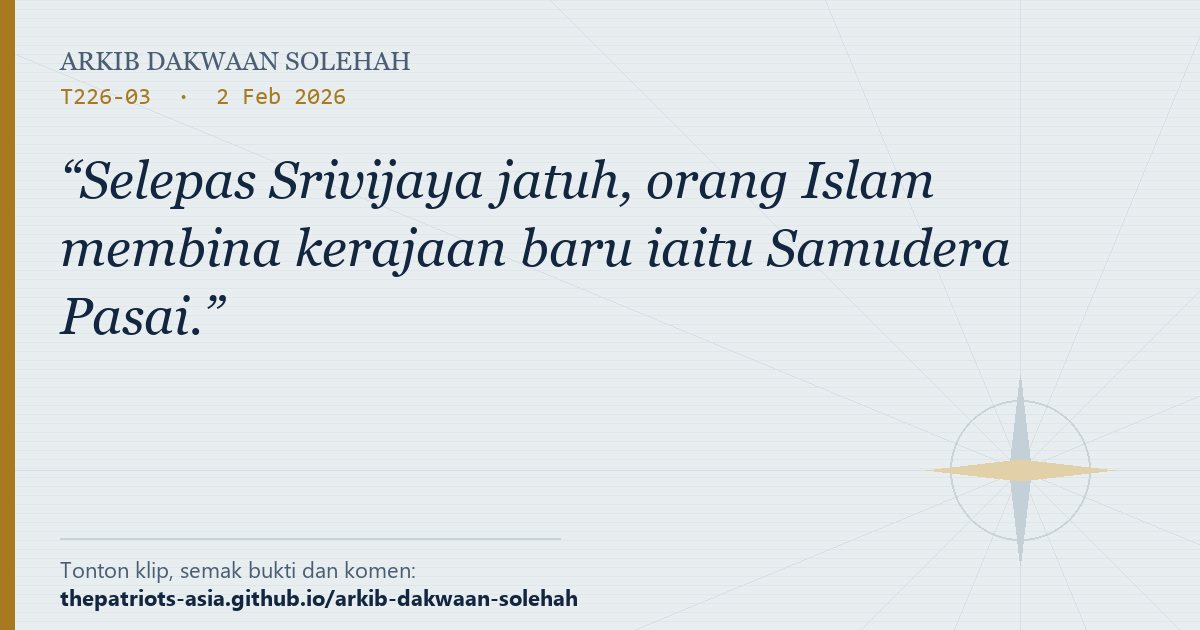 ARKIB DAKWAAN SOLEHAH
T226-03 · 2 Feb 2026
“Selepas Srivijaya jatuh, orang Islam
membina kerajaan baru iaitu Samudera
Pasai.”
Tonton klip, semak bukti dan komen:
thepatriots-asia.github.io/arkib-dakwaan-solehah